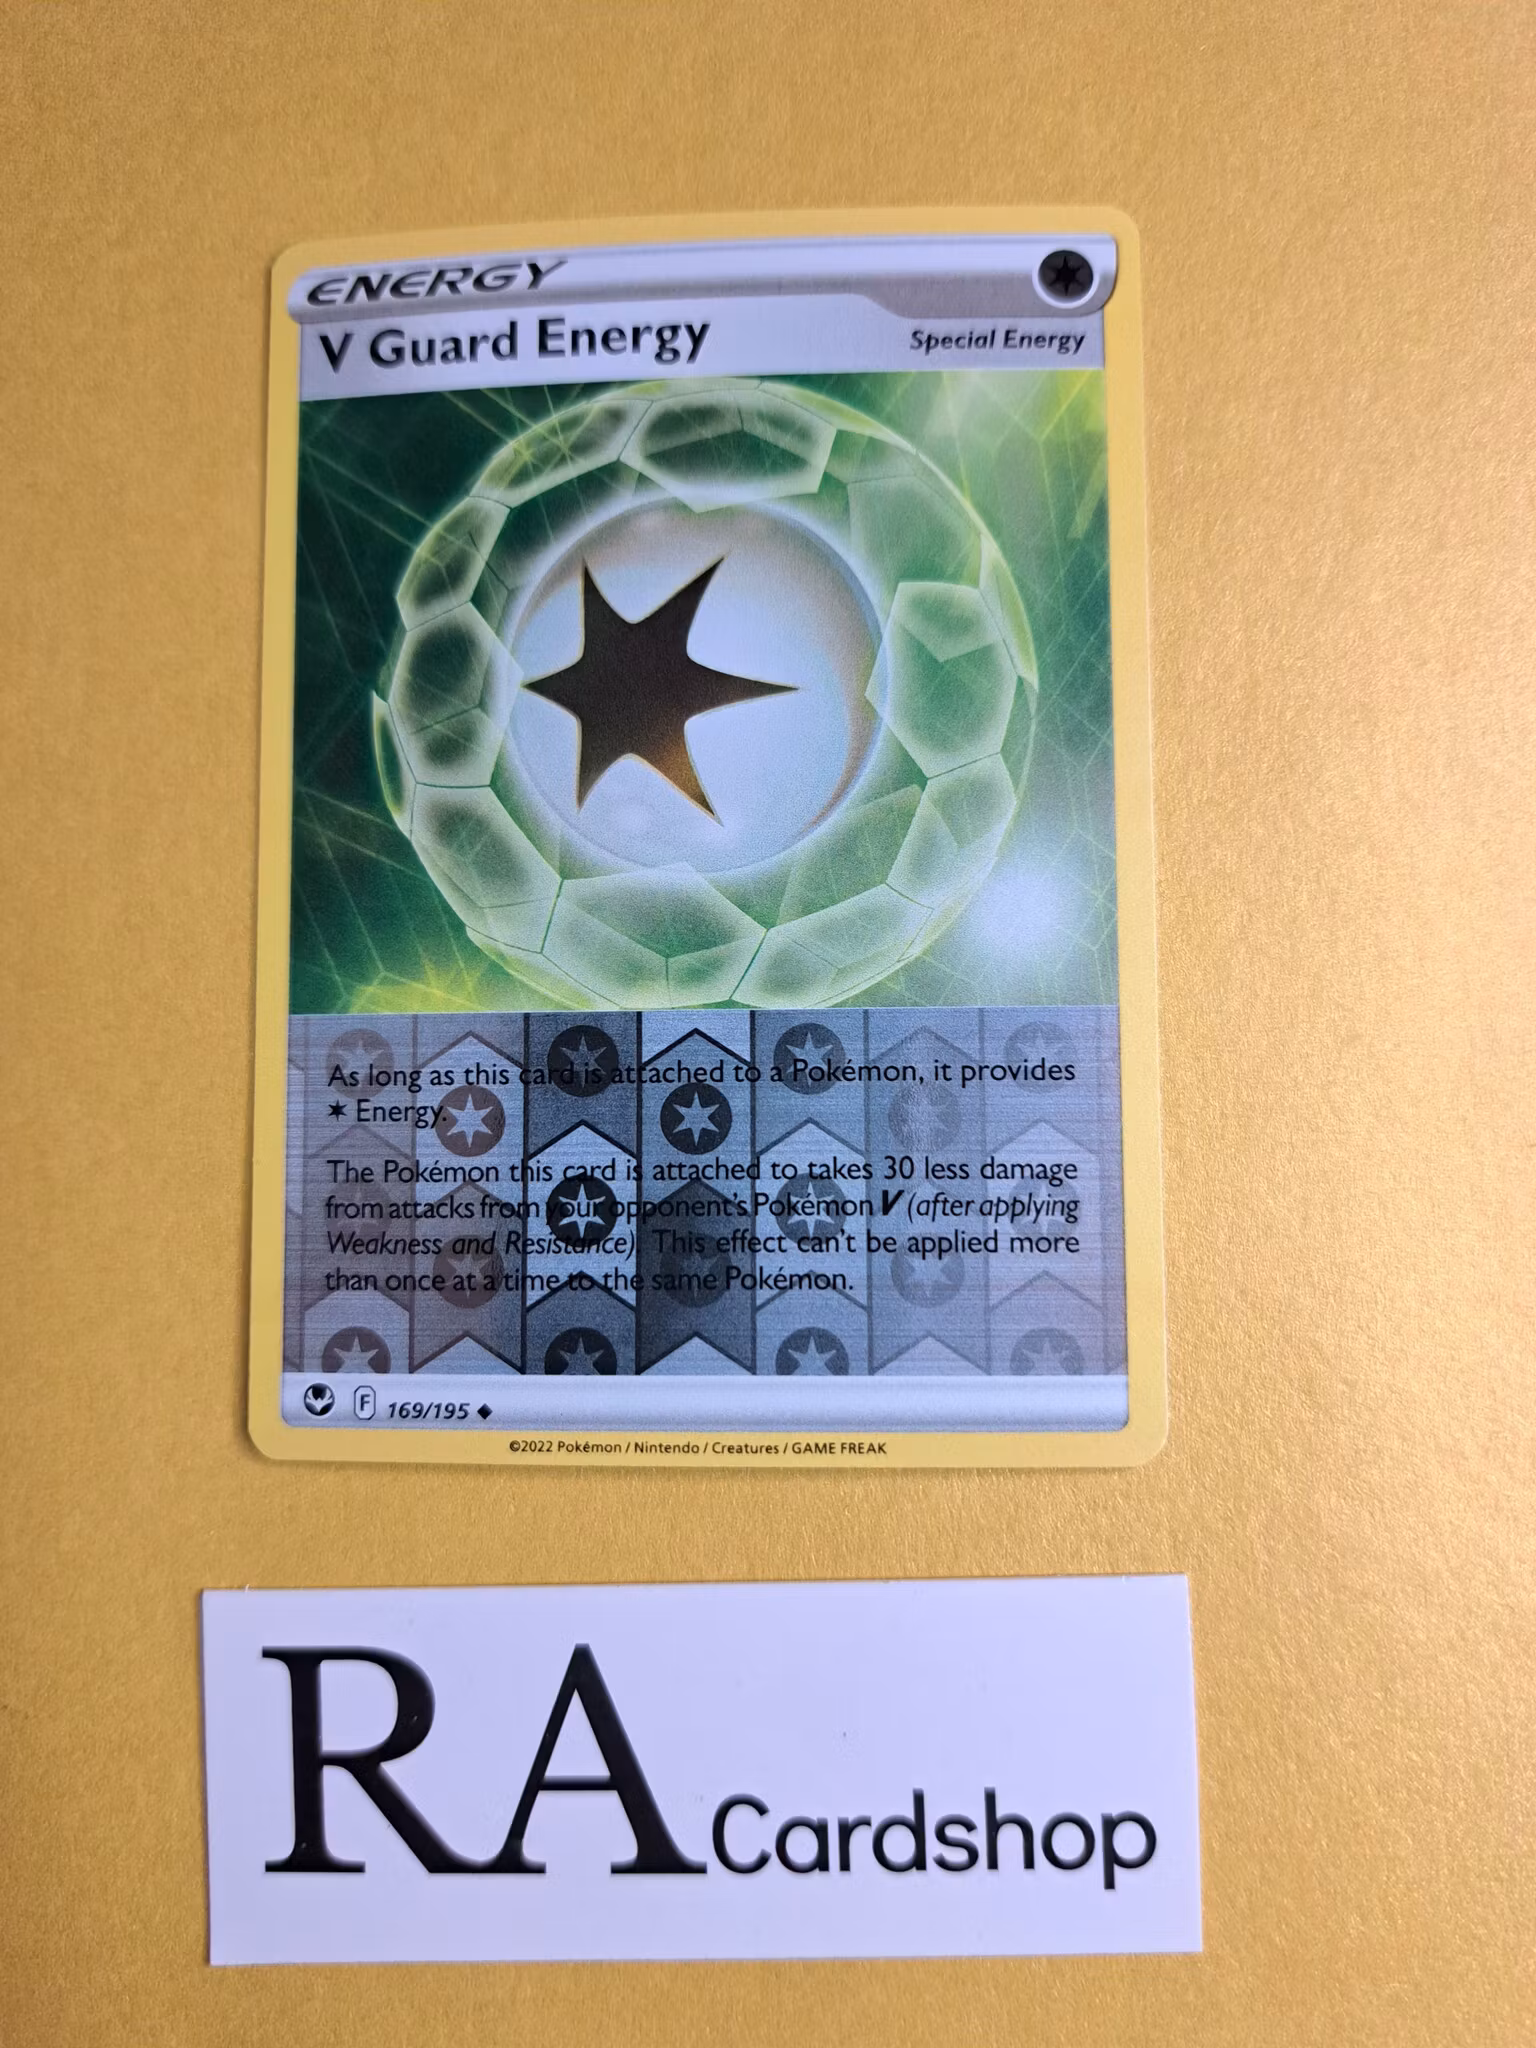 ENERGY
V Guard Energy
Special Energy
As long as this card is attached to a Pokémon, it provides
✶ Energy.
The Pokémon this card is attached to takes 30 less damage
from attacks from your opponent's Pokémon V (after applying
Weakness and Resistance). This effect can't be applied more
than once at a time to the same Pokémon.
F 169/195 ◆
©2022 Pokémon / Nintendo / Creatures / GAME FREAK
RA Cardshop